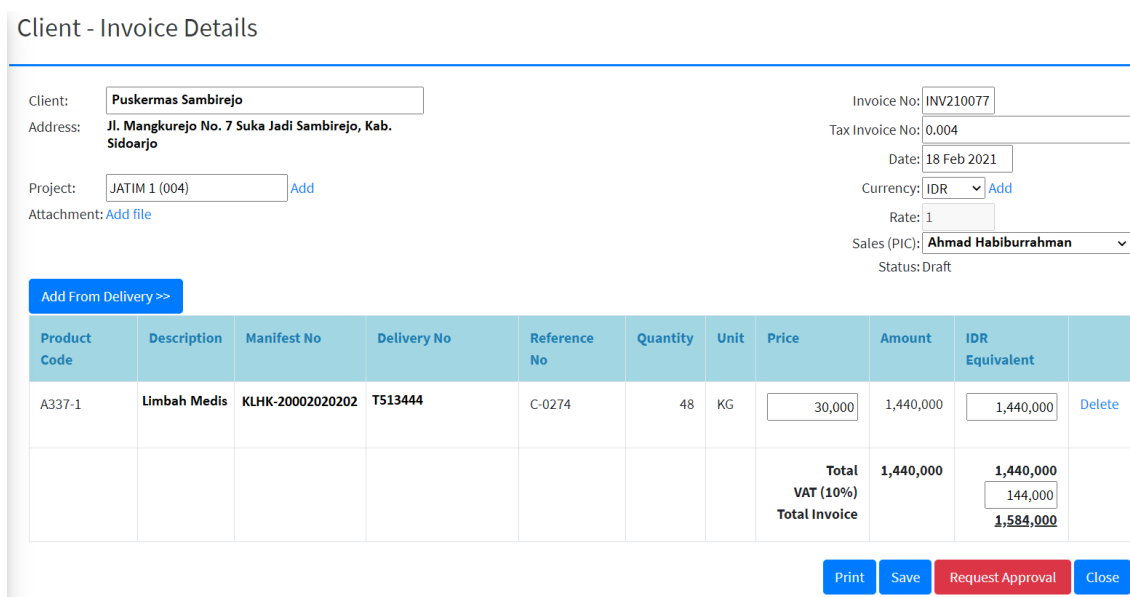 Client - Invoice Details
Client: Puskermas Sambirejo
Address: Jl. Mangkurejo No. 7 Suka Jadi Sambirejo, Kab.
Sidoarjo
Project: JATIM 1 (004) Add
Attachment: Add file
Invoice No: INV210077
Tax Invoice No: 0.004
Date: 18 Feb 2021
Currency: IDR Add
Rate: 1
Sales (PIC): Ahmad Habiburrahman
Status: Draft
Add From Delivery >>
Product Code Description Manifest No Delivery No Reference No Quantity Unit Price Amount IDR Equivalent
A337-1 Limbah Medis KLHK-20002020202 T513444 C-0274 48 KG 30,000 1,440,000 1,440,000 Delete
Total 1,440,000 1,440,000
VAT (10%) 144,000
Total Invoice 1,584,000
Print Save Request Approval Close